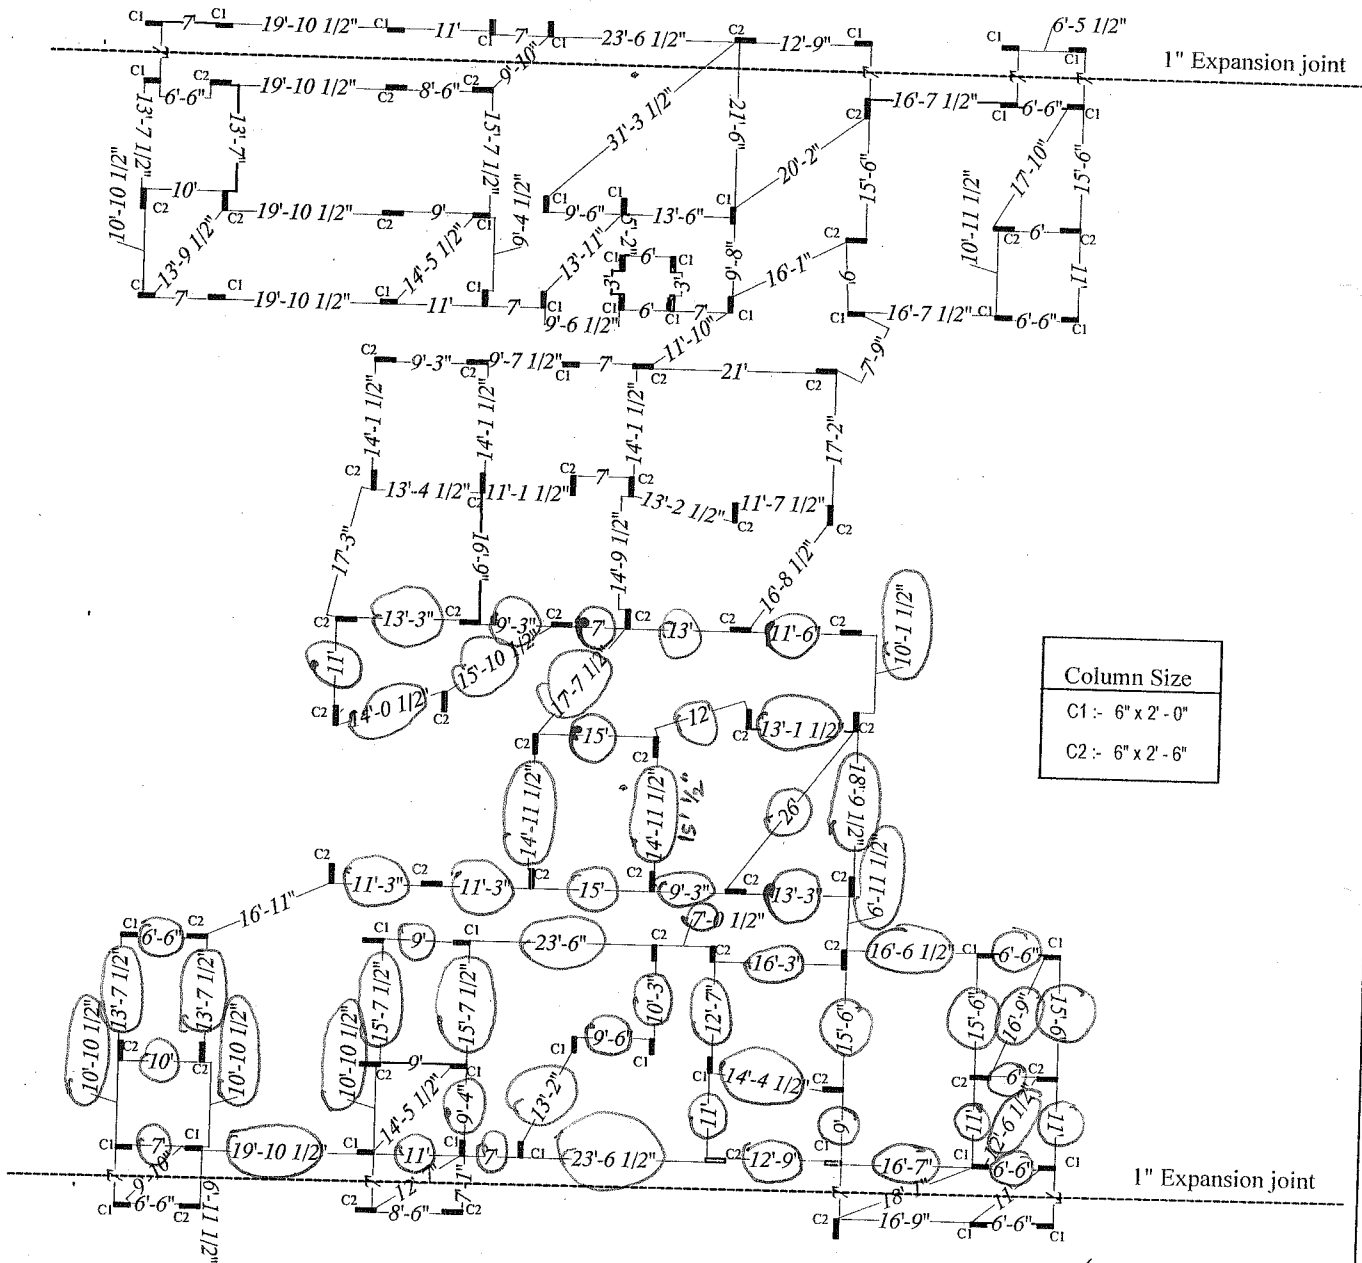 C1 7' C1 19'-10 1/2" C1 11' C1 7' C1 23'-6 1/2" C2 12'-9" C1 C1 6'-5 1/2" C1
9'-10"
1" Expansion joint
C1 6'-6" C2 19'-10 1/2" C2 8'-6" C2
C2 16'-7 1/2" C1 6'-6" C1
13'-7 1/2" 13'-7" 15'-7 1/2" 31'-3 1/2" 21'-6" 20'-2" 15'-6" 17'-10" 15'-6"
C2 10' C2 19'-10 1/2" C2 9' C1 C1 9'-6" C1 13'-6" C1
C2 C2 6' C2
10'-10 1/2" 13'-9 1/2" 14'-5 1/2" 9'-4 1/2" 13'-11" 5'-2" 8'-6" 16'-1" 9' 10'-11 1/2" 11'
C1 6' C1
3' 3'
C1 7' C1 19'-10 1/2" C1 11' C1 7' C1 9'-6 1/2" C1 6' C1 7' C1
C1 16'-7 1/2" C1 6'-6" C1
11'-10" 7'-9"
C2 9'-3" C2 9'-7 1/2" C1 7' C2 21' C2
14'-1 1/2" 14'-1 1/2" 14'-1 1/2" 17'-2"
C2 13'-4 1/2" C2 11'-1 1/2" C2 7' C2 13'-2 1/2" C2 11'-7 1/2" C2
17'-3" 16'-9" 14'-9 1/2" 16'-8 1/2"
C2 13'-3" C2 9'-3" C2 7' C2 13' C2 11'-6" C2 10'-1 1/2"
11' 15'-10 1/2" 17'-7 1/2"
Column Size
C1 :- 6" x 2' - 0"
C2 :- 6" x 2' - 6"
C2 14'-0 1/2' C2
C2 15' C2 12' C2 13'-1 1/2" C2
14'-11 1/2" 14'-11 1/2" 15' 1/2" 26' 18'-9 1/2"
C2 11'-3" C2 11'-3" C2 15' C2 9'-3" C2 13'-3" C2
16'-11" 7'-0 1/2" 9'-11 1/2"
C1 6'-6" C2
C1 9' C1 23'-6" C2 C2 16'-3" C2 16'-6 1/2" C1 6'-6" C1
13'-7 1/2" 13'-7 1/2" 15'-7 1/2" 15'-7 1/2" 10'-3" 12'-7" 15'-6" 15'-6" 16'-9" 15'-6"
C1 9'-6" C1
C2 10' C2 C2 9' C1 C1 14'-4 1/2" C2 C2 6' C2
10'-10 1/2" 10'-10 1/2" 10'-10 1/2" 14'-5 1/2" 9'-4" 13'-2" 11' 9' 11' 12'-6 1/2" 11'
C1 7' C1 19'-10 1/2" C1 11' C1 7' C1 23'-6 1/2" C2 12'-9" C1 16'-7" C1 6'-6" C1
1" Expansion joint
6'-11 1/2" 7'-1"
C1 6'-6" C2 C2 8'-6" C2 C2 16'-9" C1 6'-6" C1